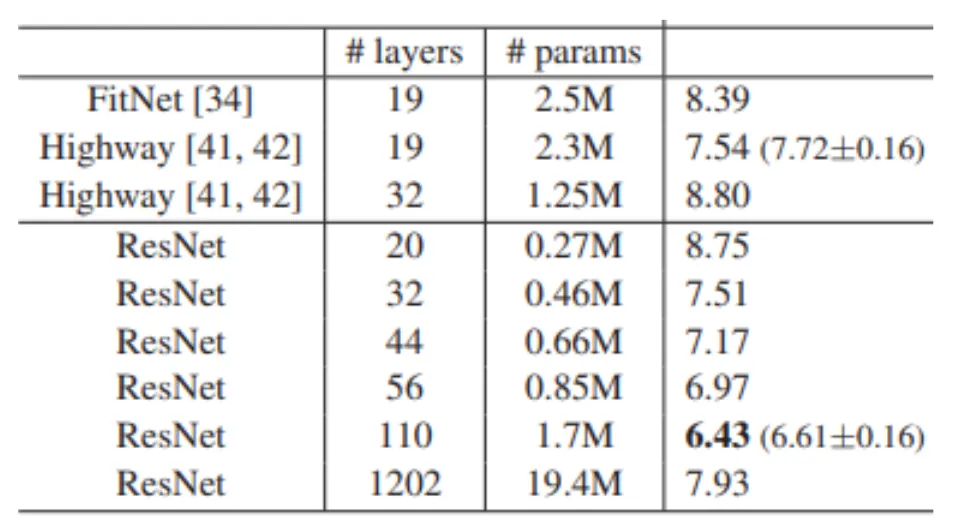 # layers # params
FitNet [34] 19 2.5M 8.39
Highway [41, 42] 19 2.3M 7.54 (7.72±0.16)
Highway [41, 42] 32 1.25M 8.80
ResNet 20 0.27M 8.75
ResNet 32 0.46M 7.51
ResNet 44 0.66M 7.17
ResNet 56 0.85M 6.97
ResNet 110 1.7M 6.43 (6.61±0.16)
ResNet 1202 19.4M 7.93